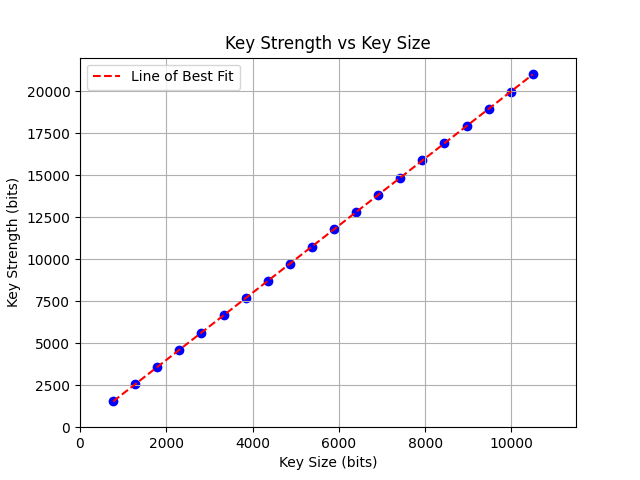 Key Strength vs Key Size
Line of Best Fit
20000
17500
15000
12500
10000
7500
5000
2500
0
Key Strength (bits)
0 2000 4000 6000 8000 10000
Key Size (bits)